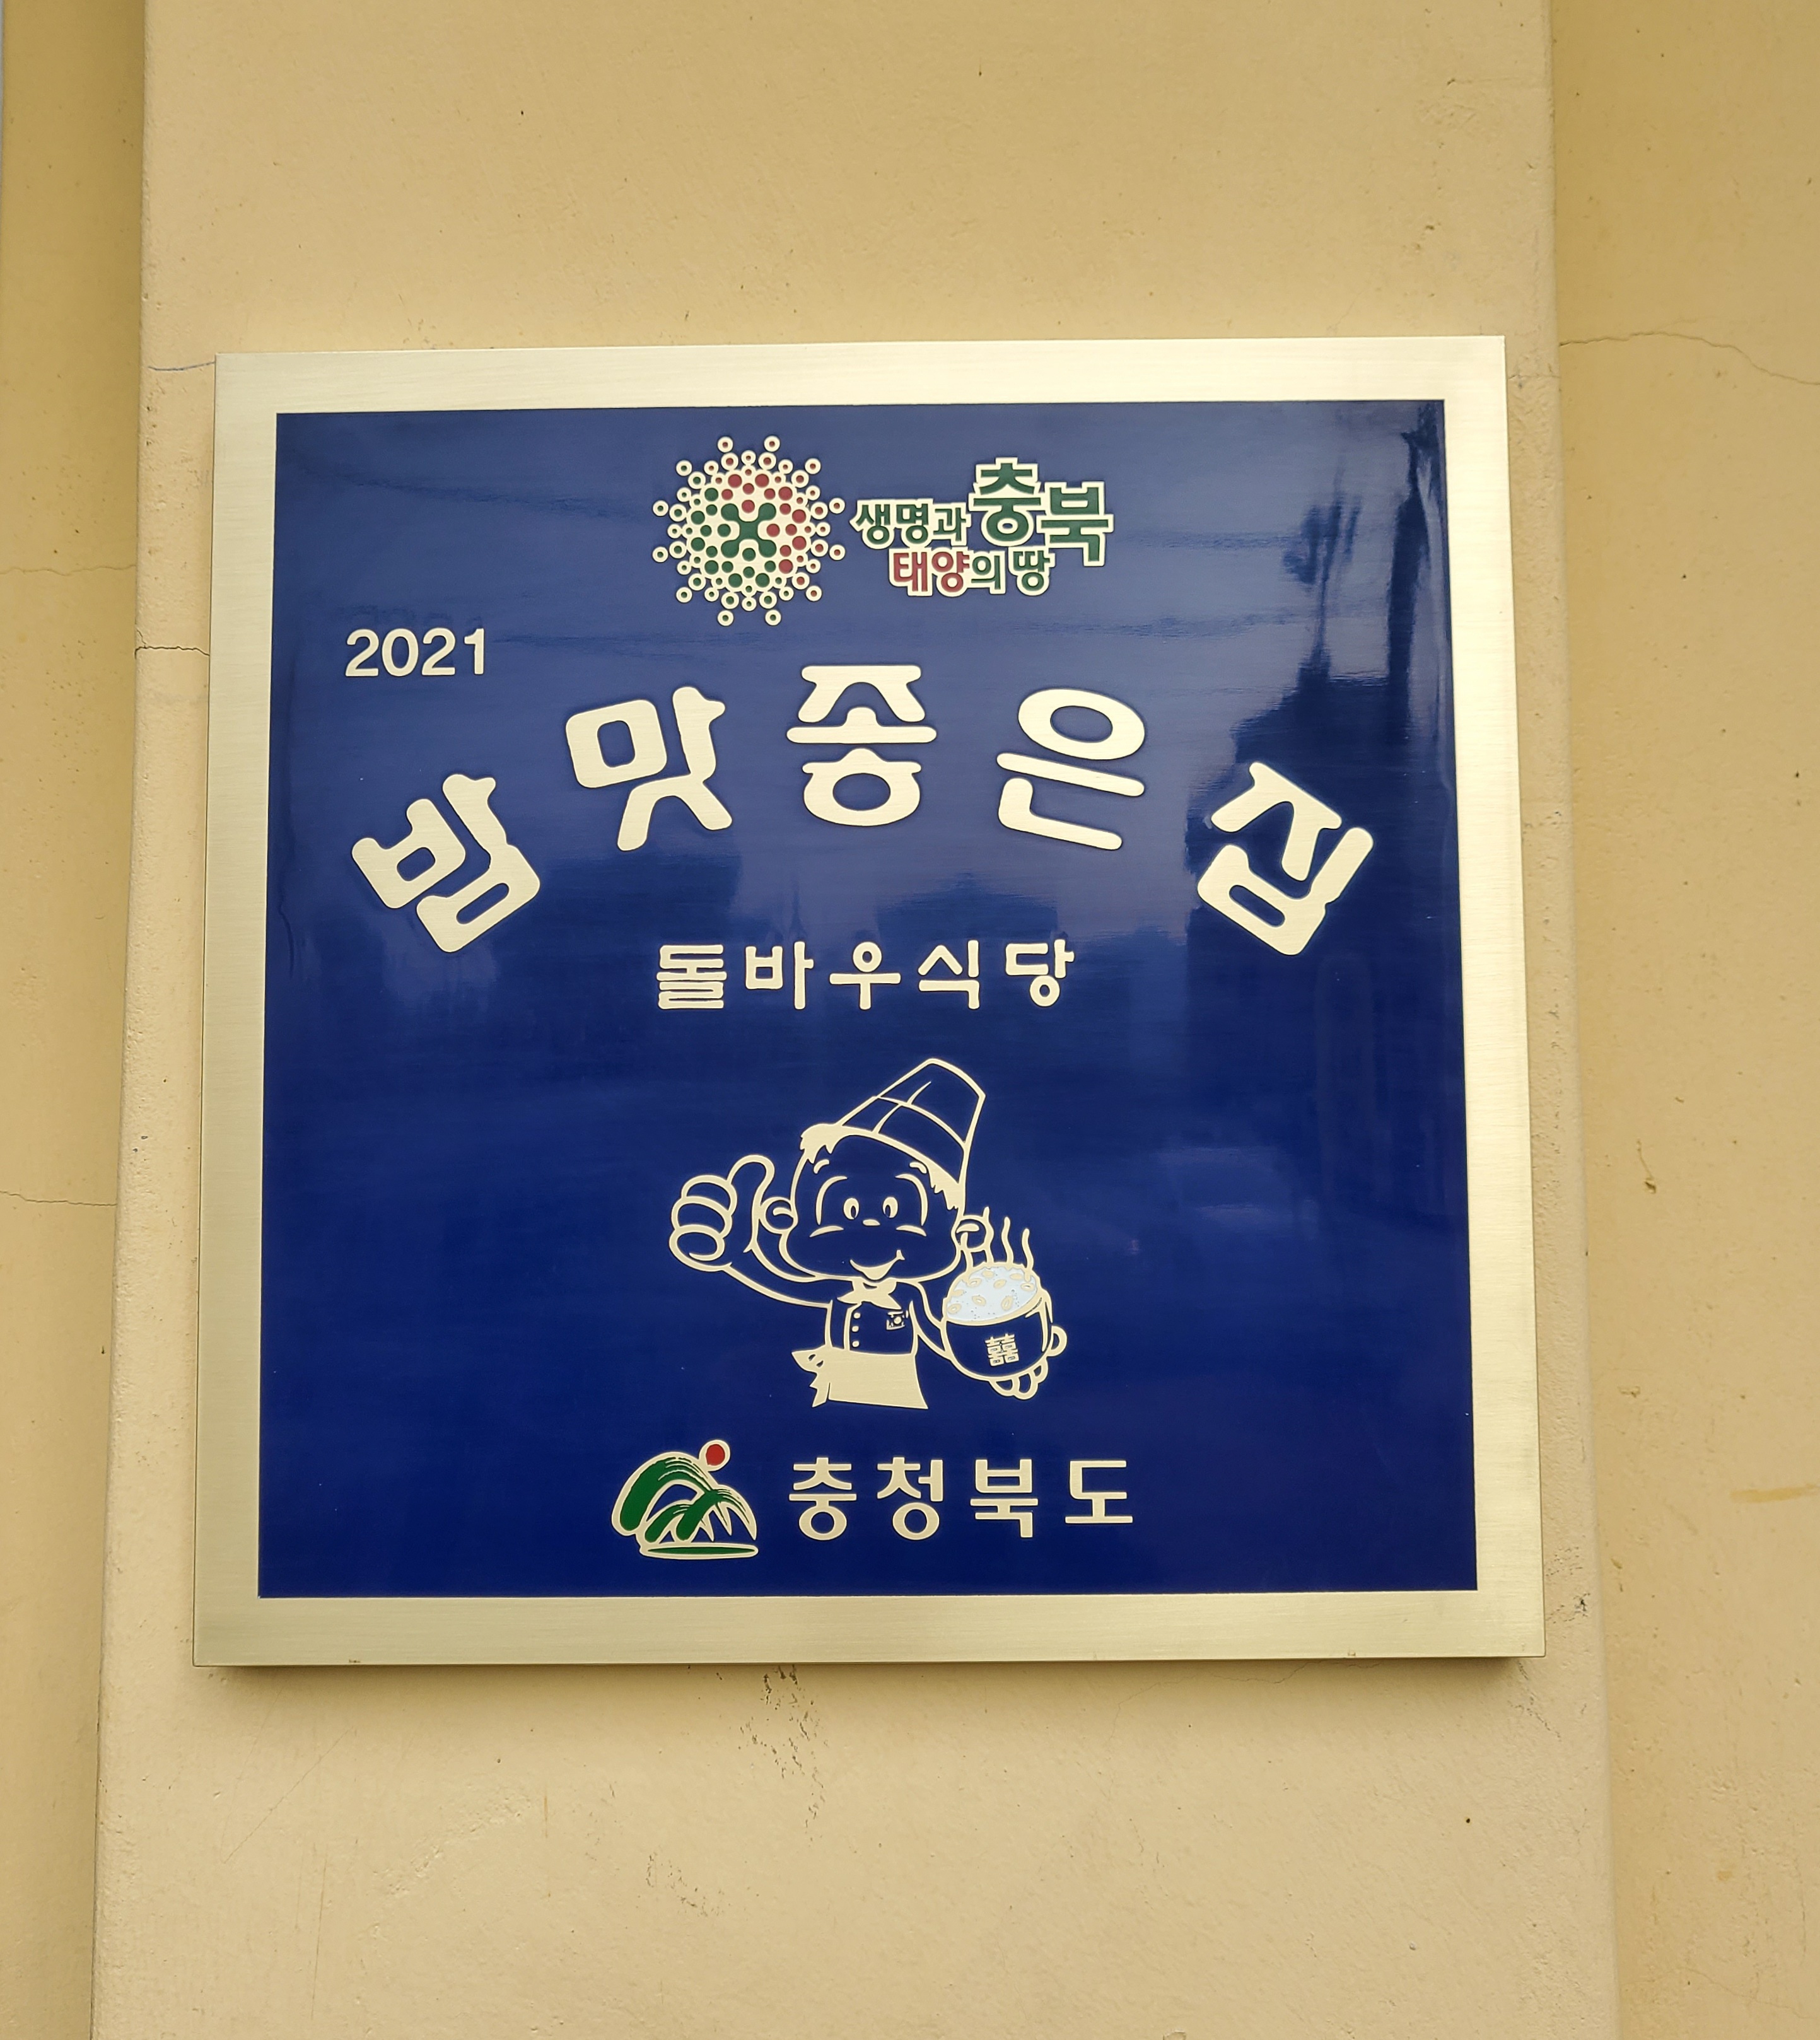 생명과 충북
태양의 땅
2021
밥맛좋은집
돌바우식당
囍
충청북도